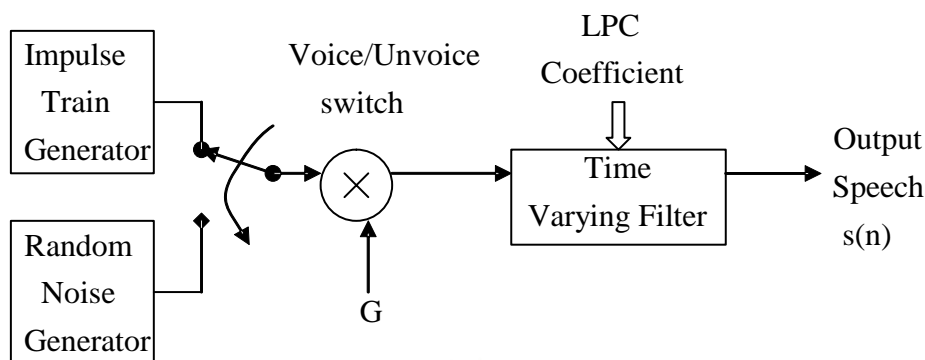 Impulse
Train
Generator
Voice/Unvoice
switch
LPC
Coefficient
Time
Varying Filter
Output
Speech
s(n)
Random
Noise
Generator
G